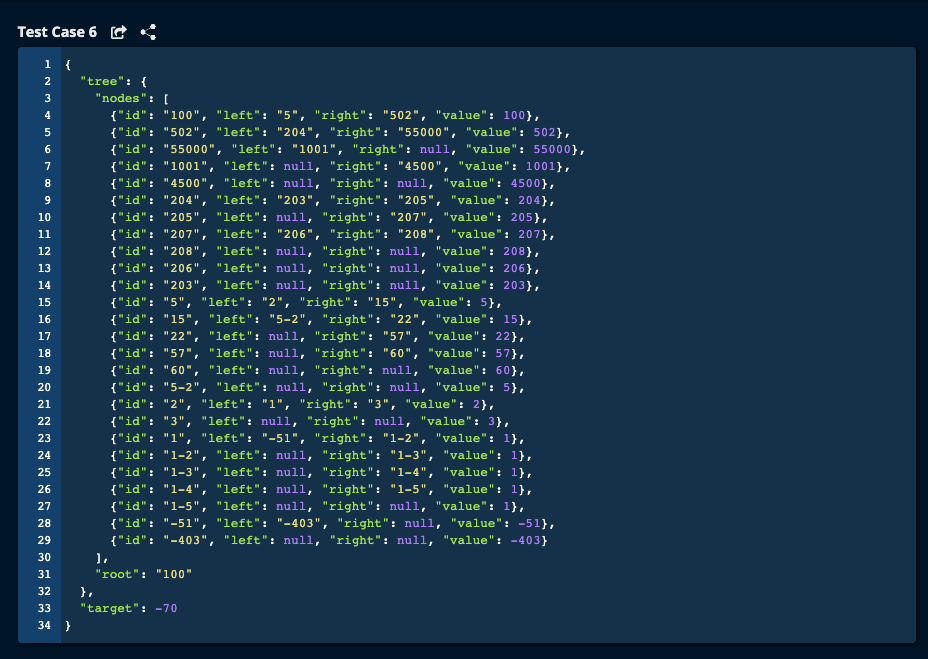 Test Case 6
1 {
2 "tree": {
3 "nodes": [
4 {"id": "100", "left": "5", "right": "502", "value": 100},
5 {"id": "502", "left": "204", "right": "55000", "value": 502},
6 {"id": "55000", "left": "1001", "right": null, "value": 55000},
7 {"id": "1001", "left": null, "right": "4500", "value": 1001},
8 {"id": "4500", "left": null, "right": null, "value": 4500},
9 {"id": "204", "left": "203", "right": "205", "value": 204},
10 {"id": "205", "left": null, "right": "207", "value": 205},
11 {"id": "207", "left": "206", "right": "208", "value": 207},
12 {"id": "208", "left": null, "right": null, "value": 208},
13 {"id": "206", "left": null, "right": null, "value": 206},
14 {"id": "203", "left": null, "right": null, "value": 203},
15 {"id": "5", "left": "2", "right": "15", "value": 5},
16 {"id": "15", "left": "5-2", "right": "22", "value": 15},
17 {"id": "22", "left": null, "right": "57", "value": 22},
18 {"id": "57", "left": null, "right": "60", "value": 57},
19 {"id": "60", "left": null, "right": null, "value": 60},
20 {"id": "5-2", "left": null, "right": null, "value": 5},
21 {"id": "2", "left": "1", "right": "3", "value": 2},
22 {"id": "3", "left": null, "right": null, "value": 3},
23 {"id": "1", "left": "-51", "right": "1-2", "value": 1},
24 {"id": "1-2", "left": null, "right": "1-3", "value": 1},
25 {"id": "1-3", "left": null, "right": "1-4", "value": 1},
26 {"id": "1-4", "left": null, "right": "1-5", "value": 1},
27 {"id": "1-5", "left": null, "right": null, "value": 1},
28 {"id": "-51", "left": "-403", "right": null, "value": -51},
29 {"id": "-403", "left": null, "right": null, "value": -403}
30 ],
31 "root": "100"
32 },
33 "target": -70
34 }